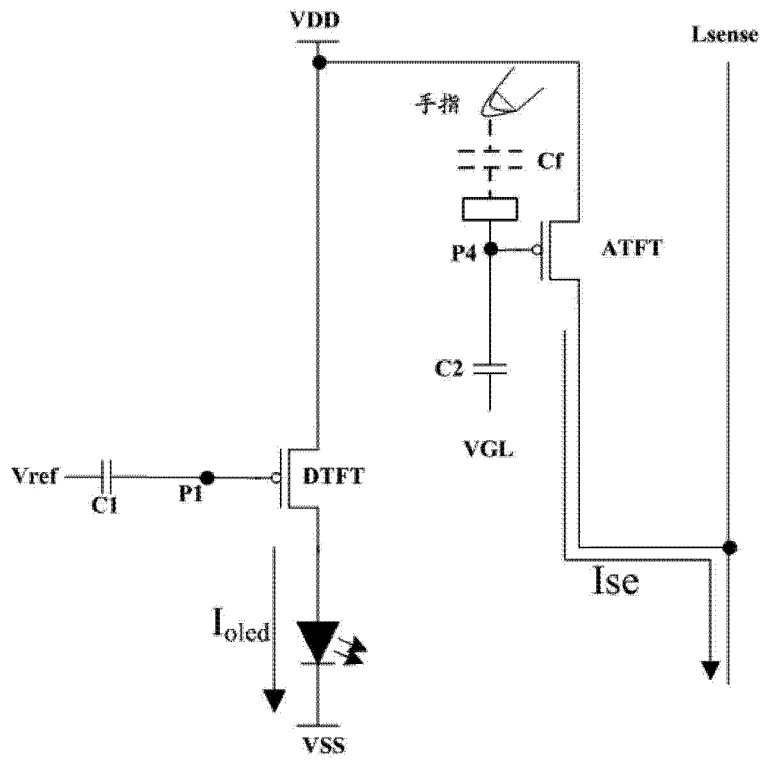 VDD
Lsense
手指
Cf
P4
ATFT
C2
VGL
Vref
C1
P1
DTFT
Ioled
Ise
VSS